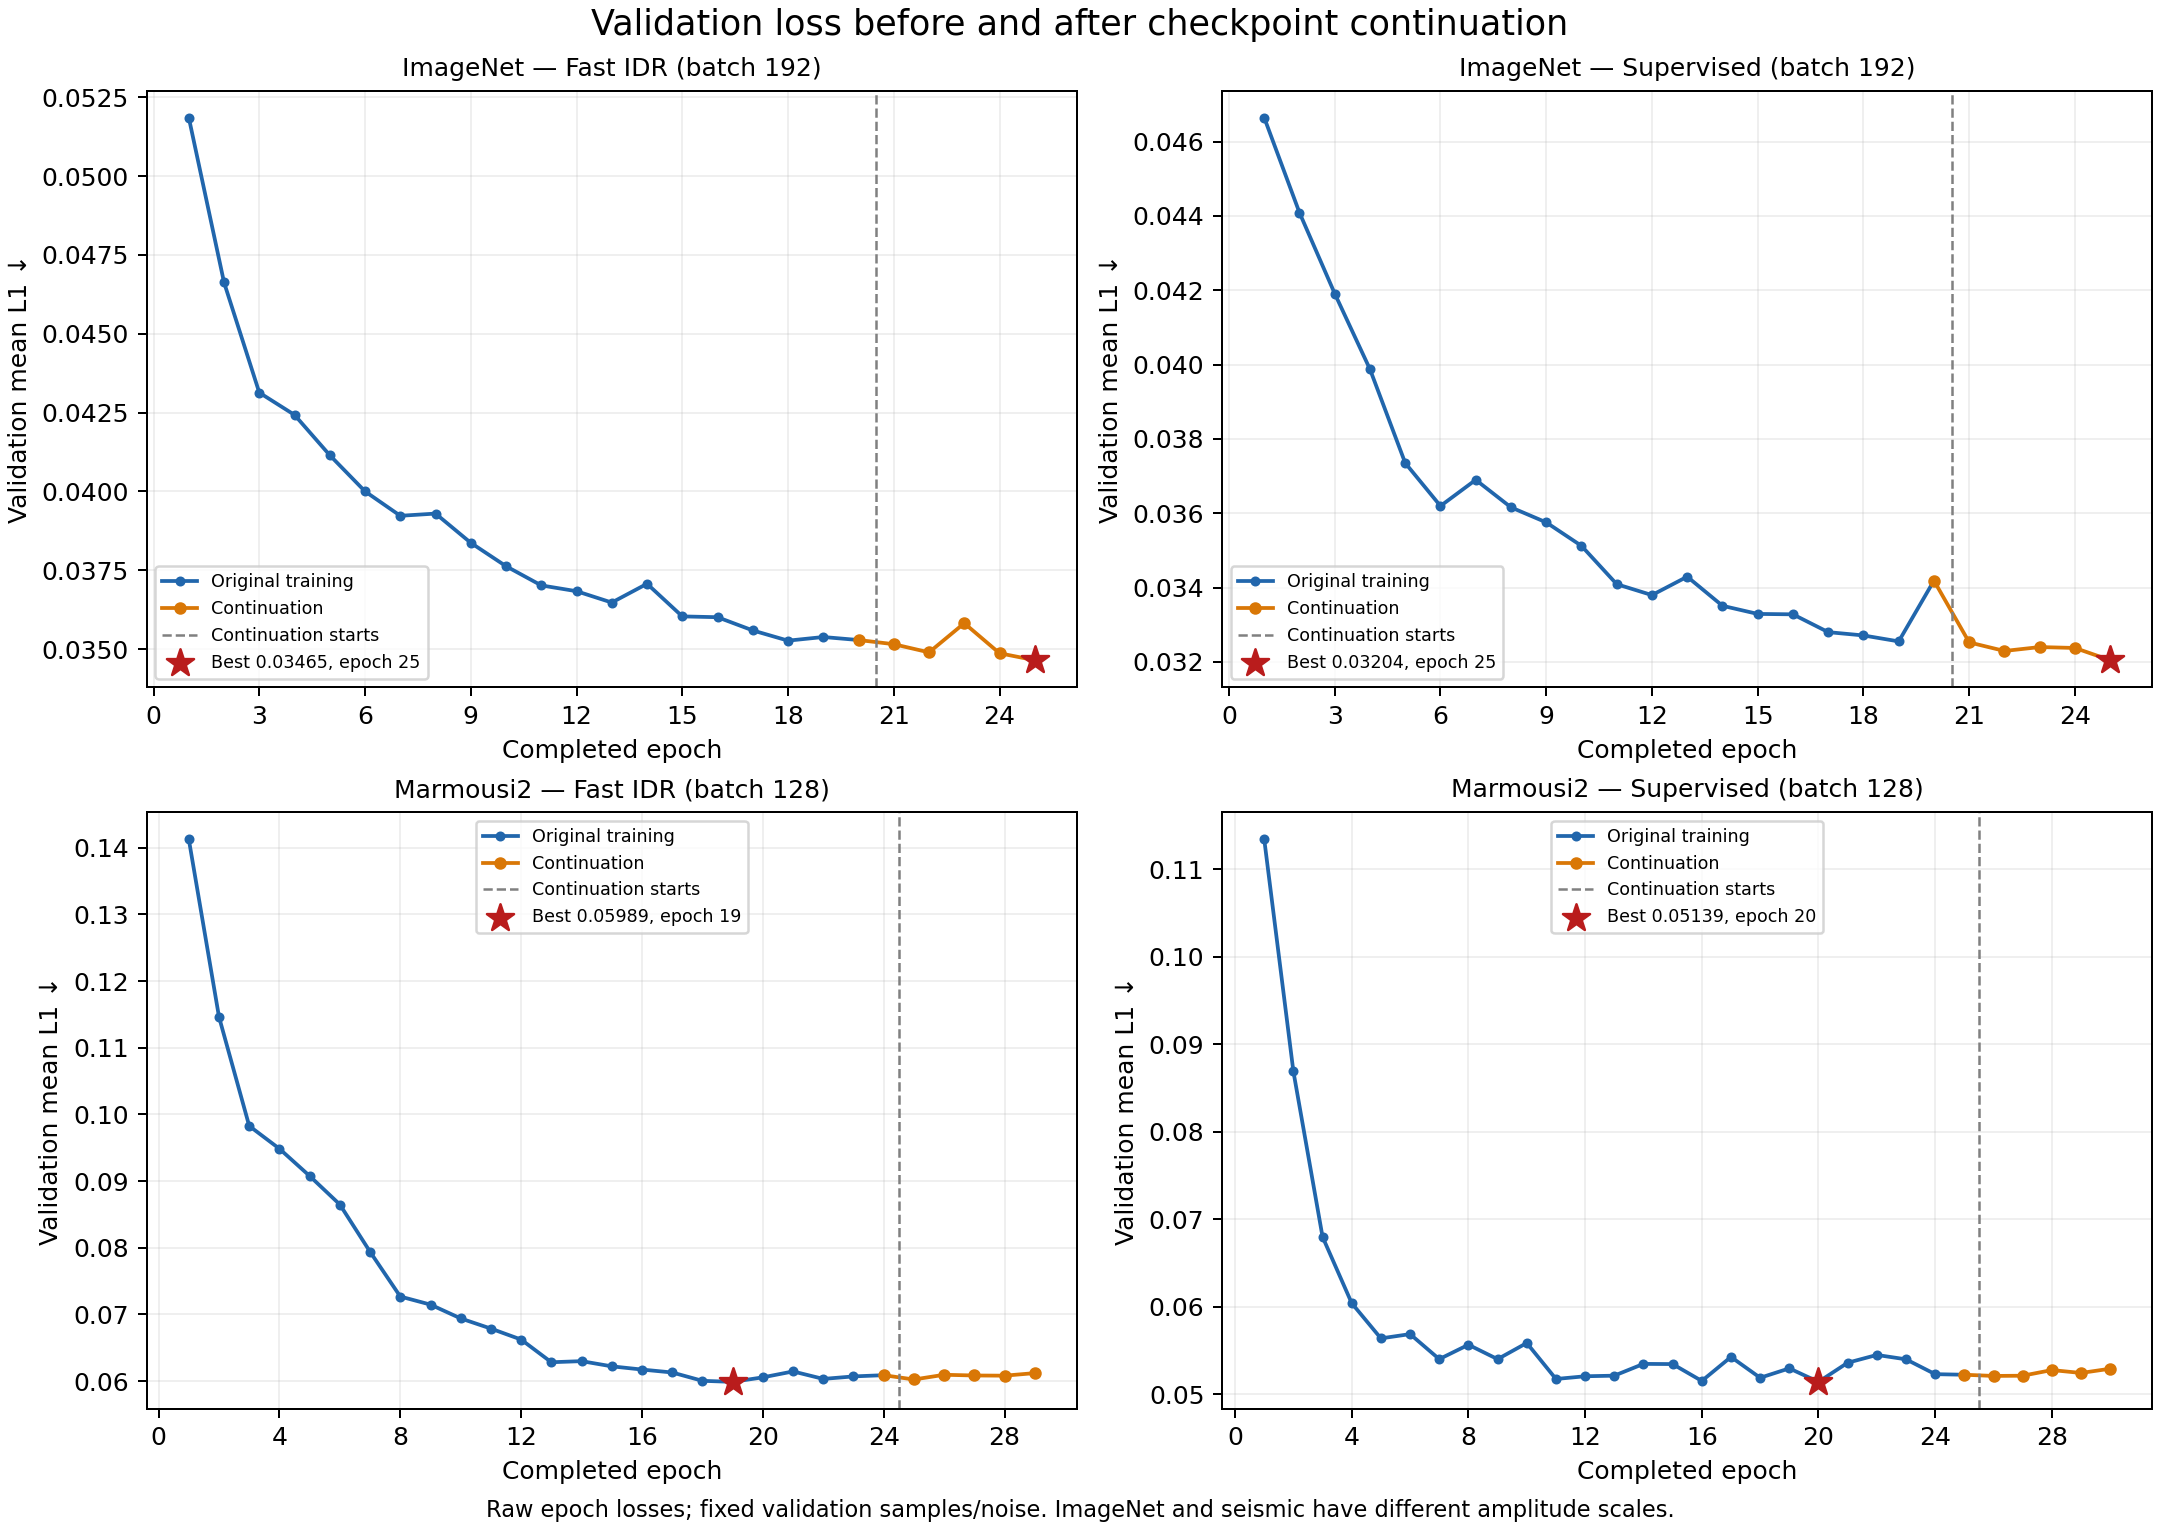 Validation loss before and after checkpoint continuation
ImageNet — Fast IDR (batch 192)
Validation mean L1 ↓
0.0525
0.0500
0.0475
0.0450
0.0425
0.0400
0.0375
0.0350
Original training
Continuation
Continuation starts
Best 0.03465, epoch 25
0 3 6 9 12 15 18 21 24
Completed epoch
ImageNet — Supervised (batch 192)
Validation mean L1 ↓
0.046
0.044
0.042
0.040
0.038
0.036
0.034
0.032
Original training
Continuation
Continuation starts
Best 0.03204, epoch 25
0 3 6 9 12 15 18 21 24
Completed epoch
Marmousi2 — Fast IDR (batch 128)
Validation mean L1 ↓
0.14
0.13
0.12
0.11
0.10
0.09
0.08
0.07
0.06
Original training
Continuation
Continuation starts
Best 0.05989, epoch 19
0 4 8 12 16 20 24 28
Completed epoch
Marmousi2 — Supervised (batch 128)
Validation mean L1 ↓
0.11
0.10
0.09
0.08
0.07
0.06
0.05
Original training
Continuation
Continuation starts
Best 0.05139, epoch 20
0 4 8 12 16 20 24 28
Completed epoch
Raw epoch losses; fixed validation samples/noise. ImageNet and seismic have different amplitude scales.